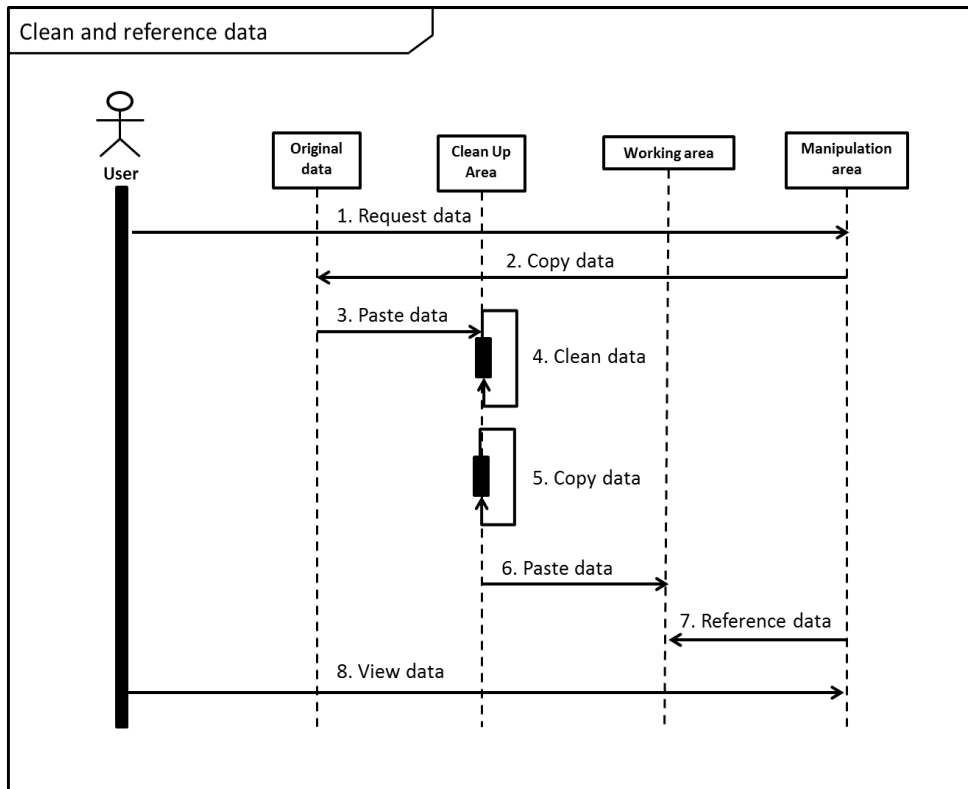 Clean and reference data
User
Original
data
Clean Up
Area
Working area
Manipulation
area
1. Request data
2. Copy data
3. Paste data
4. Clean data
5. Copy data
6. Paste data
7. Reference data
8. View data